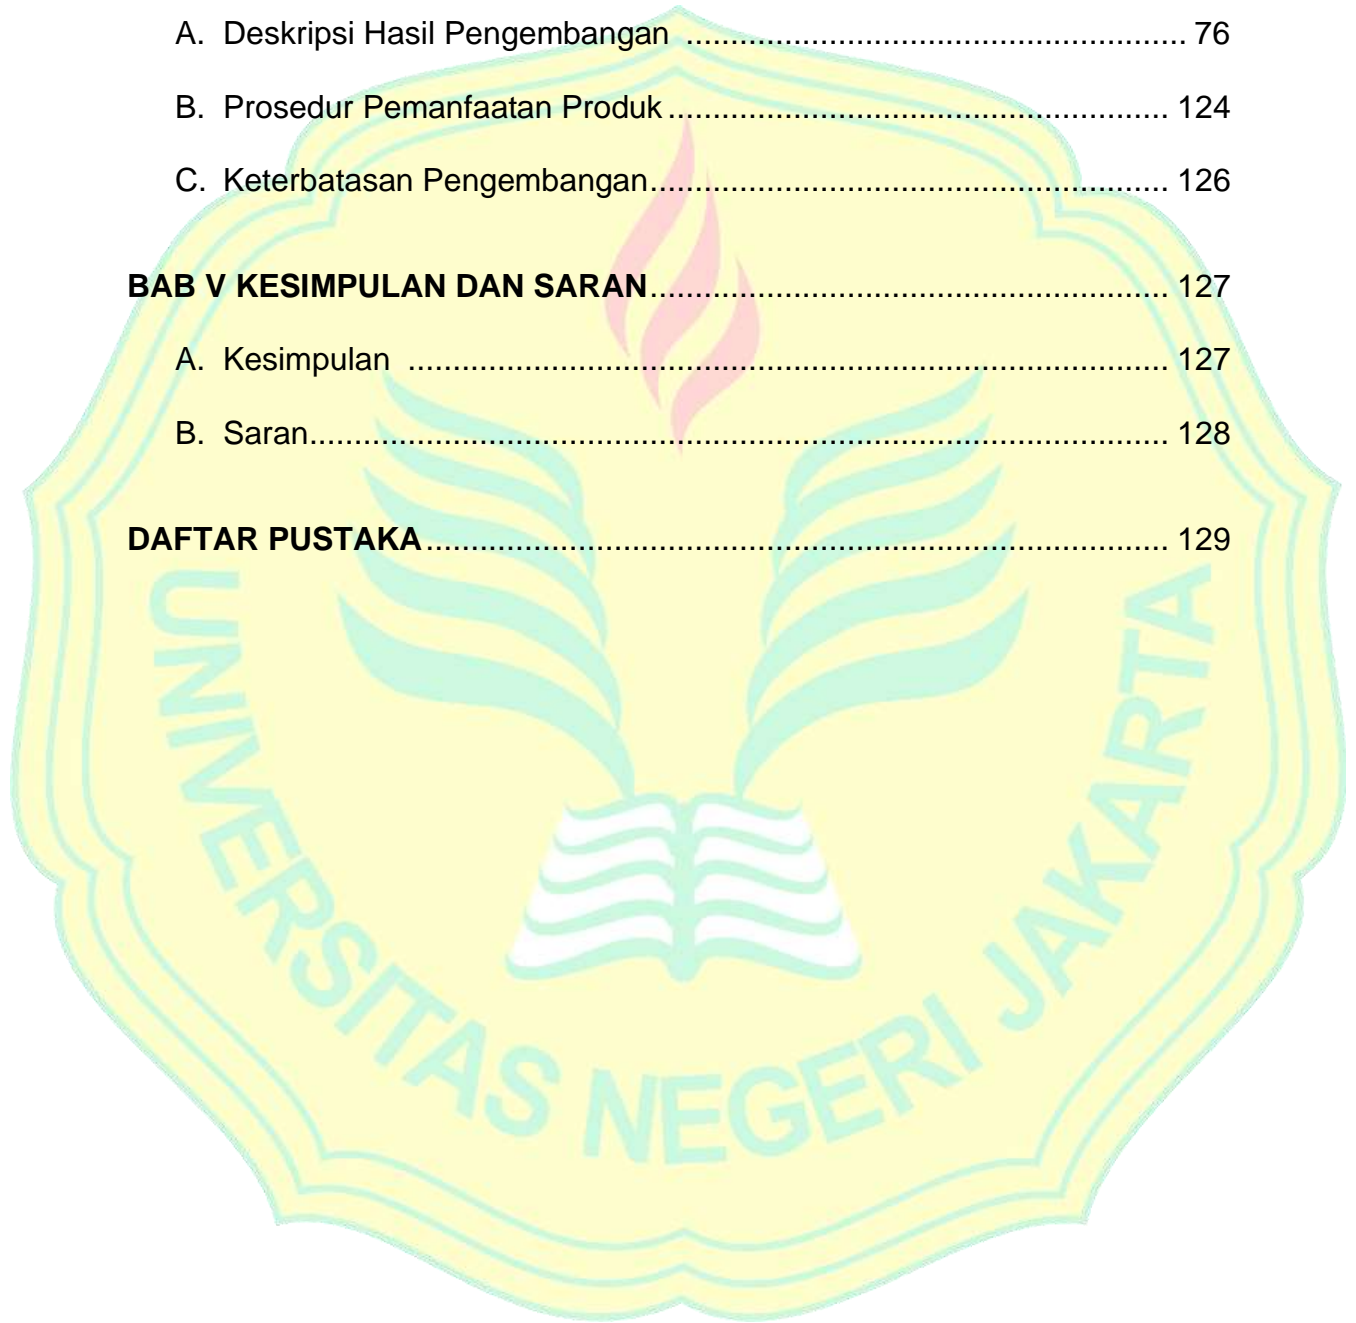 A. Deskripsi Hasil Pengembangan ........................................................ 76
B. Prosedur Pemanfaatan Produk ........................................................ 124
C. Keterbatasan Pengembangan.......................................................... 126
BAB V KESIMPULAN DAN SARAN.......................................................... 127
A. Kesimpulan ..................................................................................... 127
B. Saran................................................................................................ 128
DAFTAR PUSTAKA................................................................................... 129
UNIVERSITAS NEGERI JAKARTA